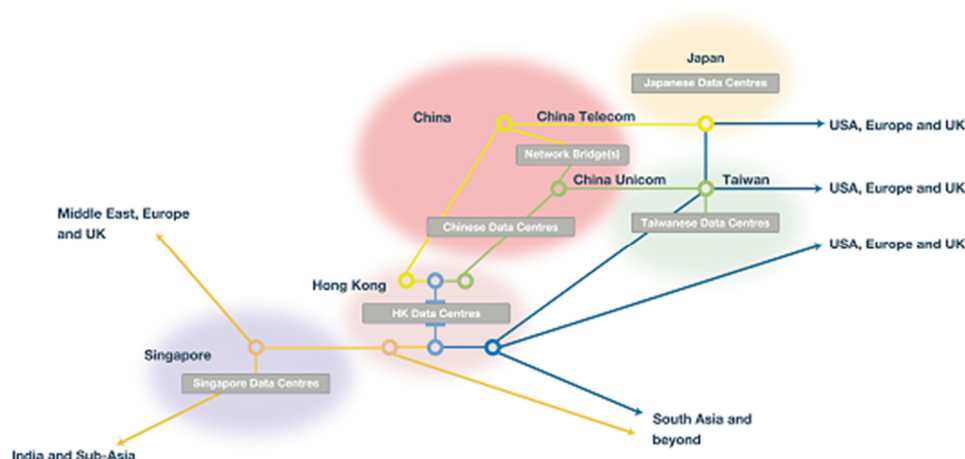 Japan
Japanese Data Centres
China
China Telecom
USA, Europe and UK
Network Bridge(s)
China Unicom
Taiwan
USA, Europe and UK
Middle East, Europe
and UK
Chinese Data Centres
Taiwanese Data Centres
USA, Europe and UK
Hong Kong
HK Data Centres
Singapore
Singapore Data Centres
South Asia and
beyond
India and Sub-Asia